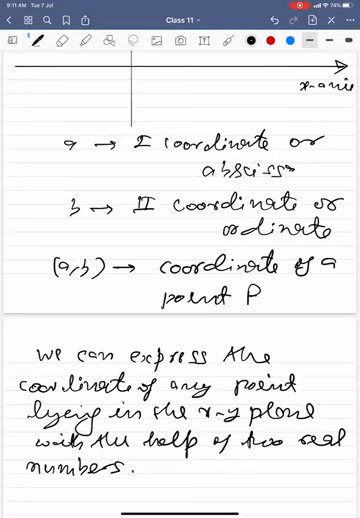 9:11 AM Tue 7 Jul
74%
Class 11
x-axis
a → I coordinate or
abscissa
b → II coordinate or
ordinate
(a,b) → coordinate of a
point P
we can express the
coordinate of any point
lyeing in the x-y plane
with the help of two real
numbers.